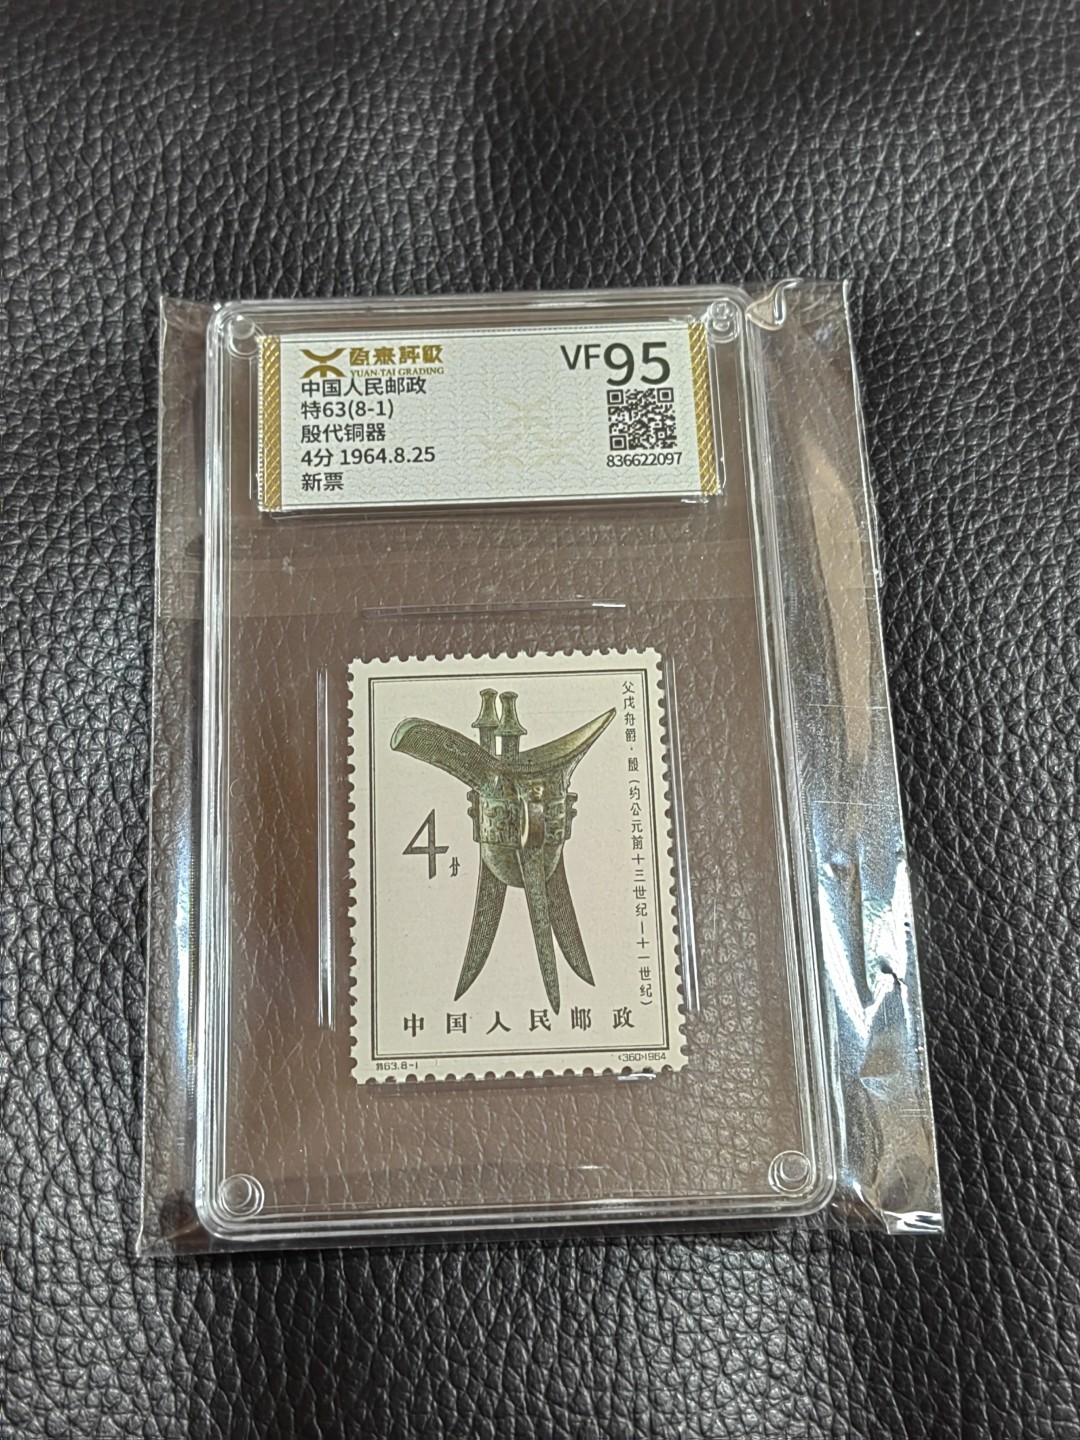 源泰評級
YUAN-TAI GRADING
VF95
中国人民邮政
特63(8-1)
殷代铜器
4分 1964.8.25
新票
836622097
父戊舟爵·殷(约公元前十三世纪—十一世纪)
4分
中国人民邮政
特63.8-1
(360)1964